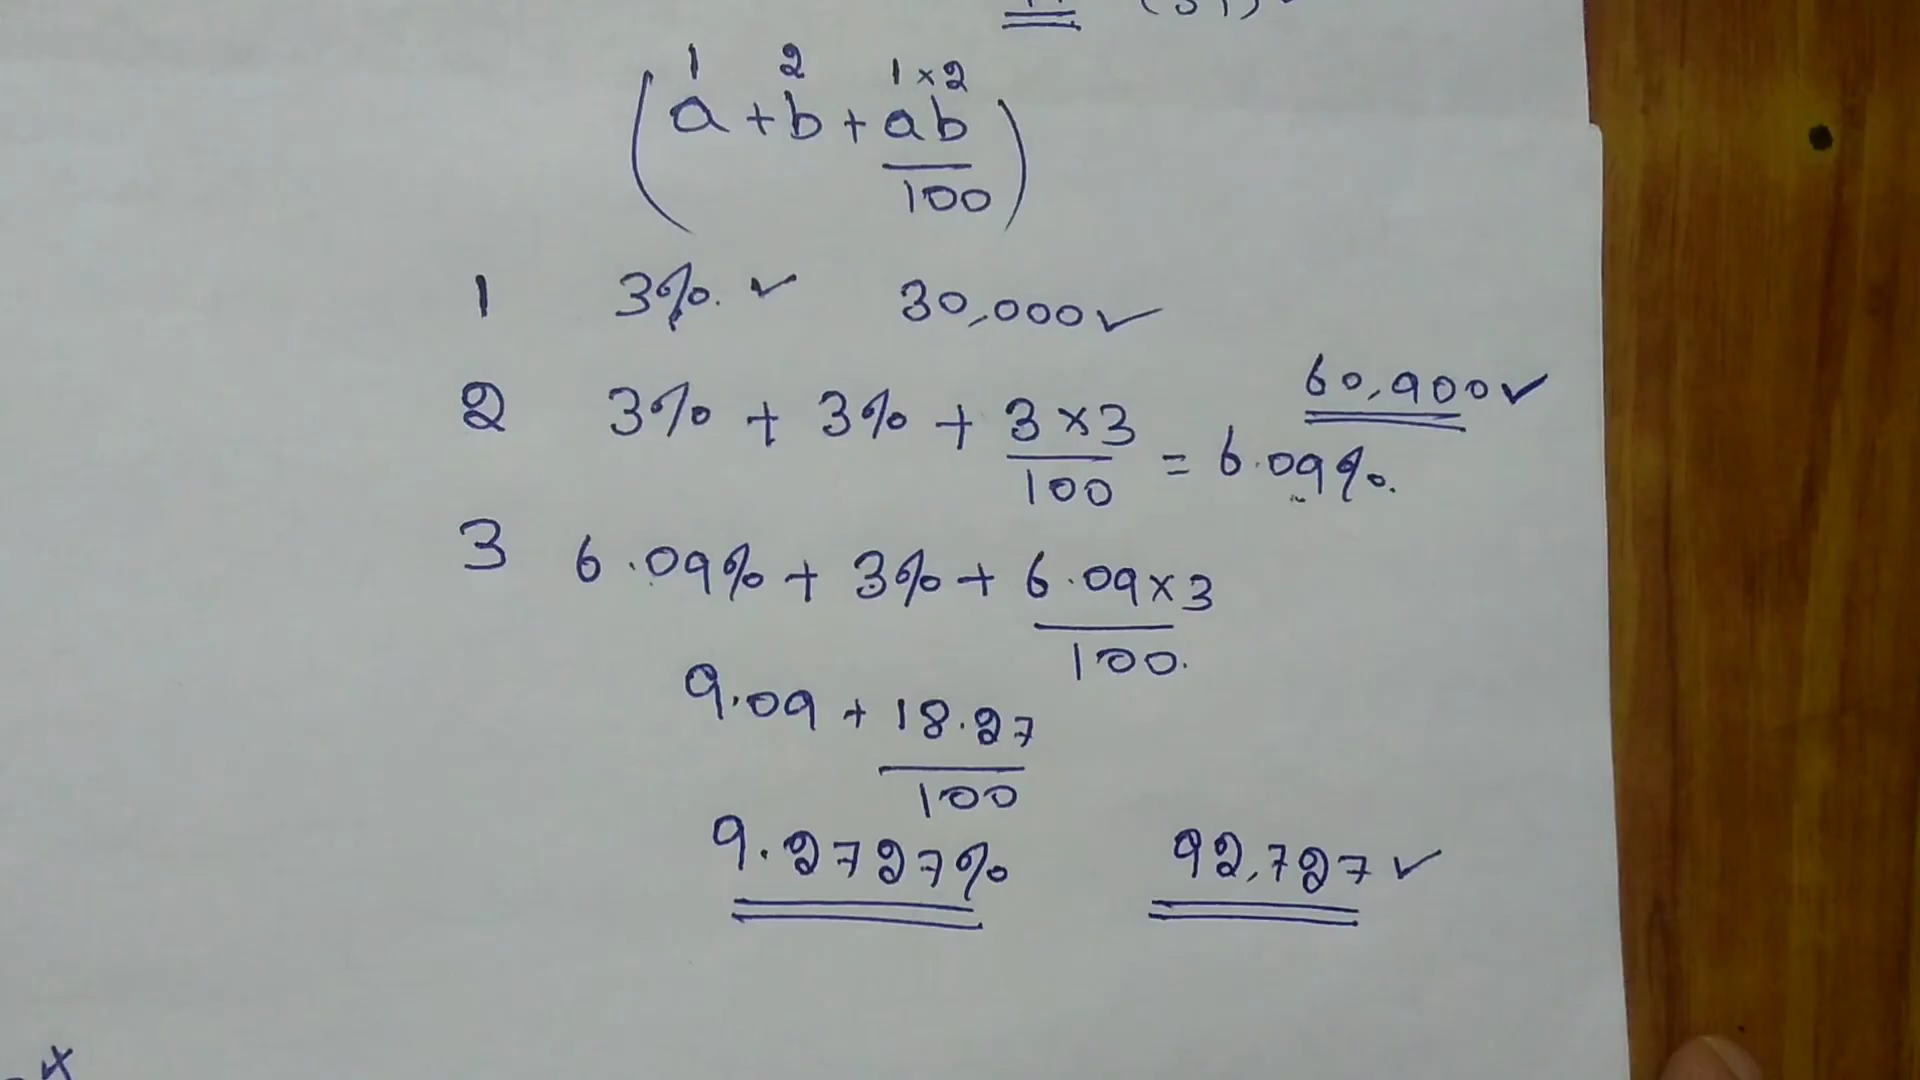 1 2 1 × 2
( a + b + ab / 100 )
1 3% ✓ 30,000 ✓
60,900 ✓
2 3% + 3% + 3 × 3 / 100 = 6.09%.
3 6.09% + 3% + 6.09 × 3 / 100.
9.09 + 18.27 / 100
9.2727% 92,727 ✓
x